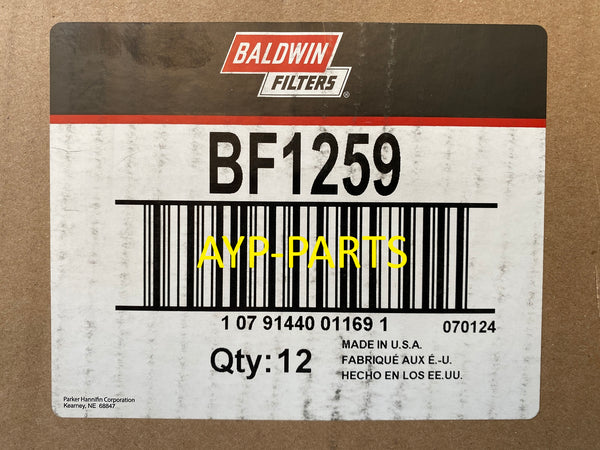 BALDWIN
FILTERS
®
BF1259
AYP-PARTS
1 07 91440 01169 1
070124
Qty: 12
MADE IN U.S.A.
FABRIQUÉ AUX É.-U.
HECHO EN LOS EE.UU.
Parker Hannifin Corporation
Kearney, NE 68847